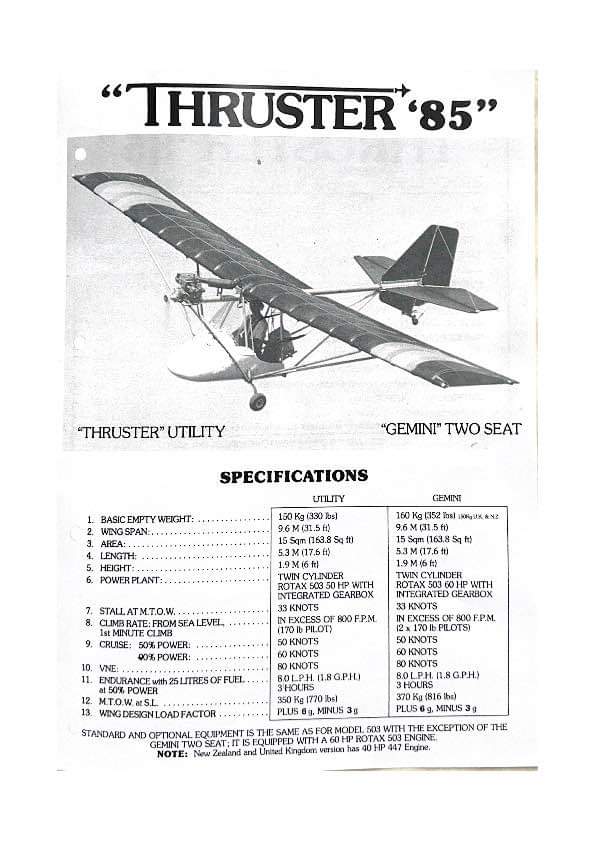 "THRUSTER '85"
"THRUSTER" UTILITY "GEMINI" TWO SEAT
SPECIFICATIONS
UTILITY GEMINI
1. BASIC EMPTY WEIGHT: 150 Kg (330 lbs) 160 Kg (352 lbs) 150Kg U.K. & N.Z.
2. WING SPAN: 9.6 M (31.5 ft) 9.6 M (31.5 ft)
3. AREA: 15 Sqm (163.8 Sq ft) 15 Sqm (163.8 Sq ft)
4. LENGTH: 5.3 M (17.6 ft) 5.3 M (17.6 ft)
5. HEIGHT: 1.9 M (6 ft) 1.9 M (6 ft)
6. POWER PLANT: TWIN CYLINDER TWIN CYLINDER
ROTAX 503 50 HP WITH ROTAX 503 60 HP WITH
INTEGRATED GEARBOX INTEGRATED GEARBOX
7. STALL AT M.T.O.W. 33 KNOTS 33 KNOTS
8. CLIMB RATE: FROM SEA LEVEL, IN EXCESS OF 800 F.P.M. IN EXCESS OF 800 F.P.M.
1st MINUTE CLIMB (170 lb PILOT) (2 x 170 lb PILOTS)
9. CRUISE: 50% POWER: 50 KNOTS 50 KNOTS
90% POWER: 60 KNOTS 60 KNOTS
10. VNE: 80 KNOTS 80 KNOTS
11. ENDURANCE with 25 LITRES OF FUEL 8.0 L.P.H. (1.8 G.P.H.) 8.0 L.P.H. (1.8 G.P.H.)
at 50% POWER 3 HOURS 3 HOURS
12. M.T.O.W. at S.L. 350 Kg (770 lbs) 370 Kg (816 lbs)
13. WING DESIGN LOAD FACTOR PLUS 6 g, MINUS 3 g PLUS 6 g, MINUS 3 g
STANDARD AND OPTIONAL EQUIPMENT IS THE SAME AS FOR MODEL 503 WITH THE EXCEPTION OF THE
GEMINI TWO SEAT; IT IS EQUIPPED WITH A 60 HP ROTAX 503 ENGINE.
NOTE: New Zealand and United Kingdom version has 40 HP 447 Engine.